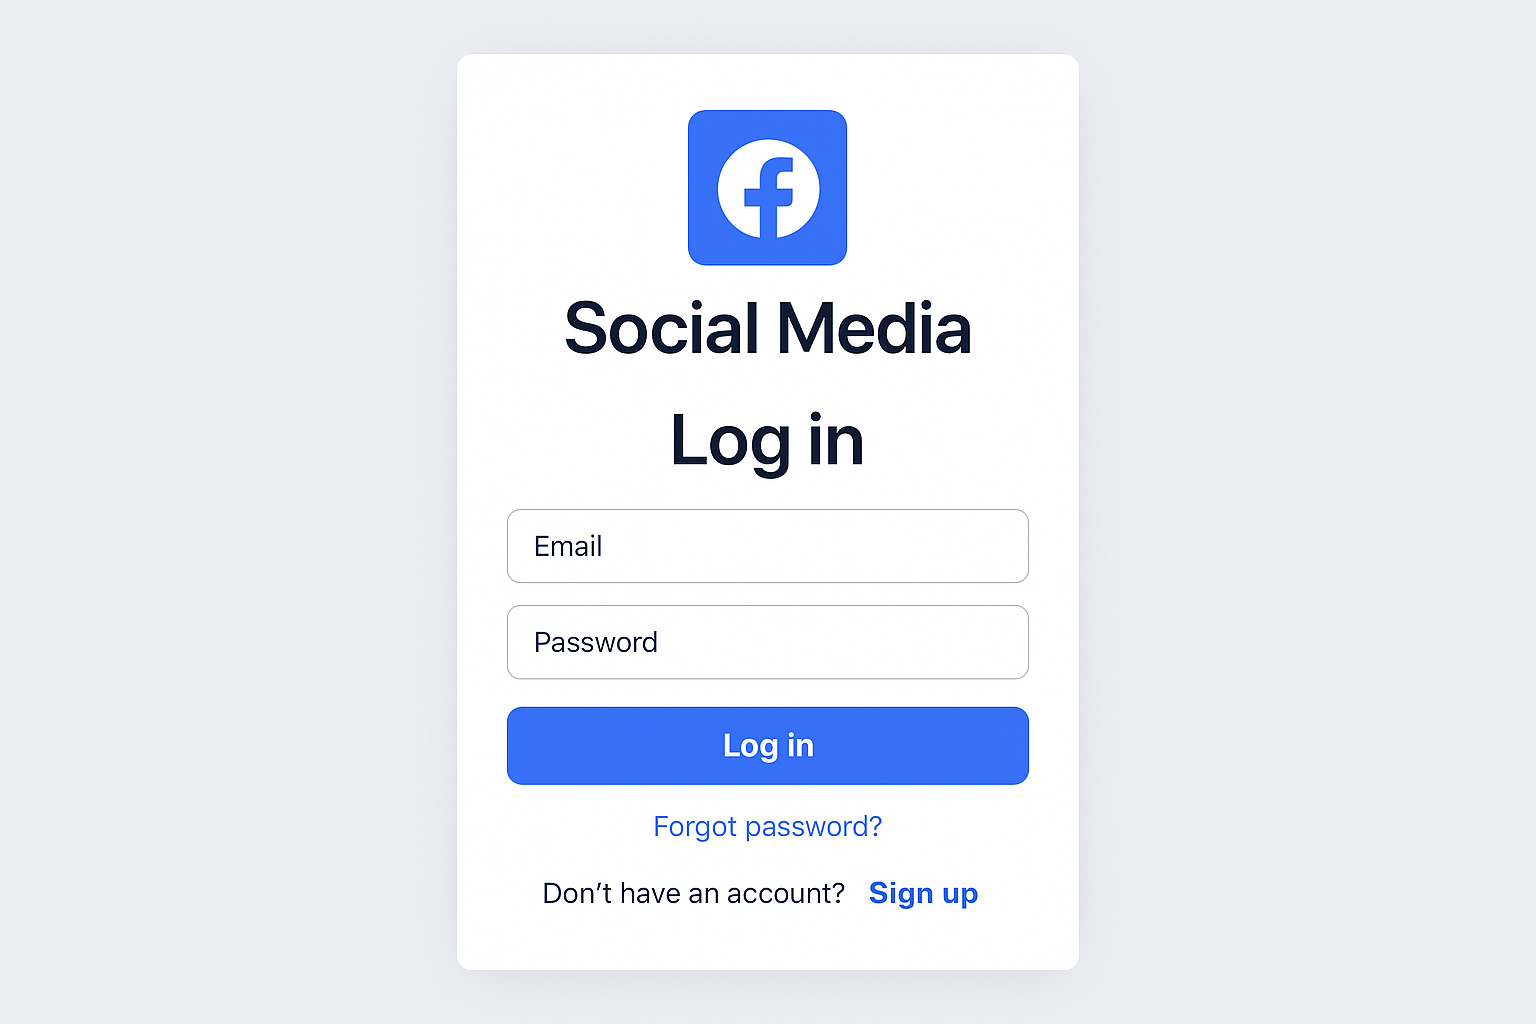 Social Media
Log in
Email
Password
Log in
Forgot password?
Don’t have an account? Sign up